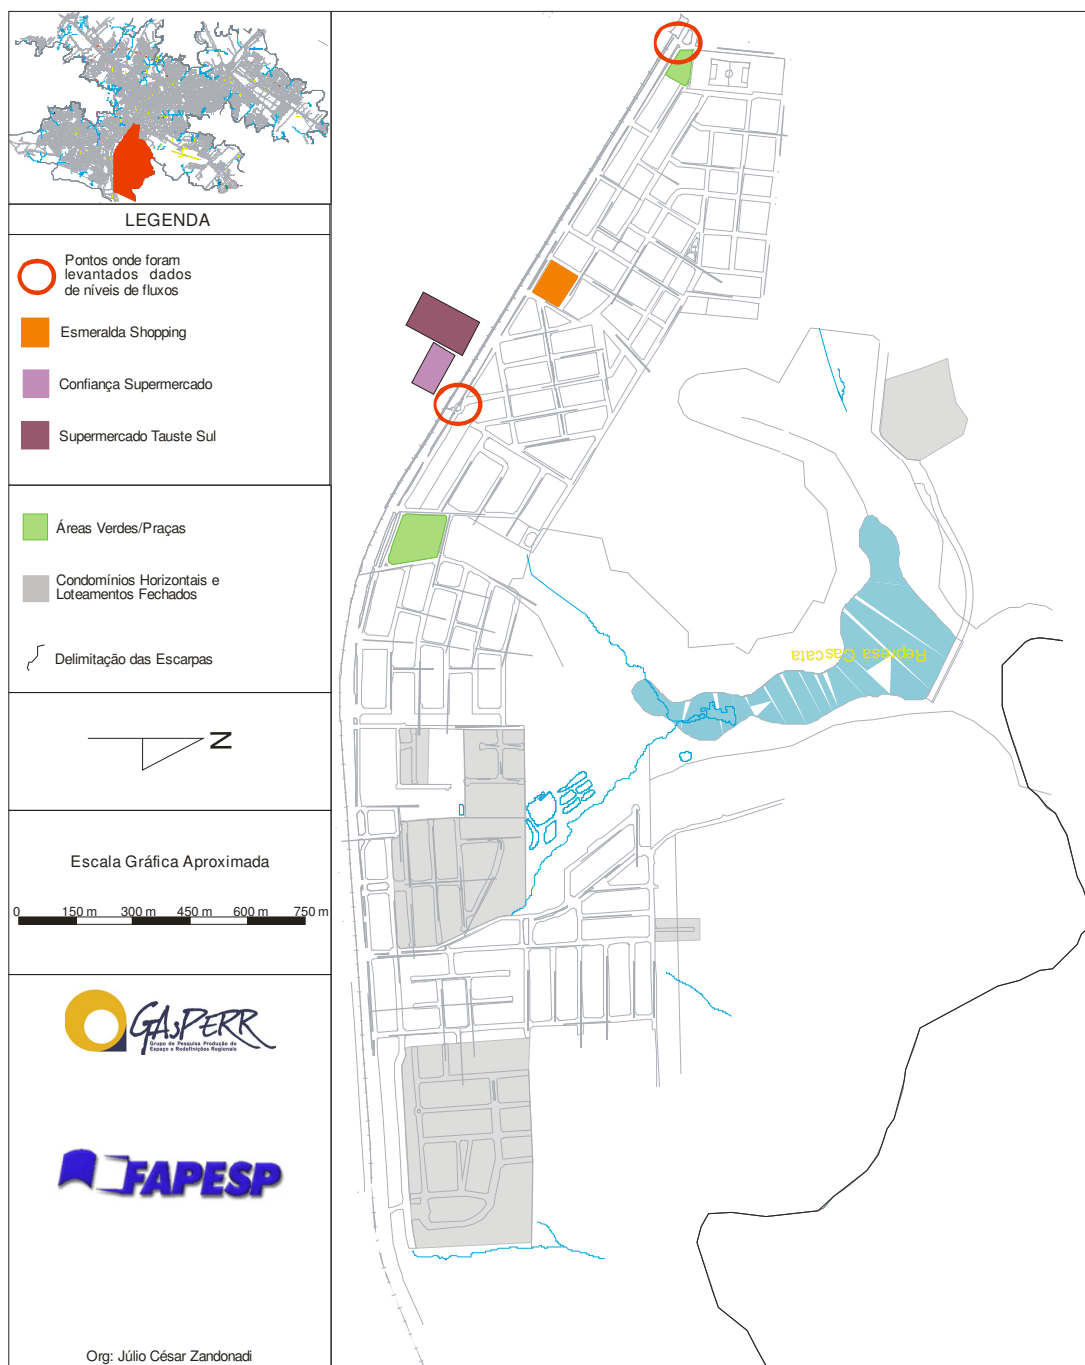 LEGENDA
Pontos onde foram
levantados dados
de níveis de fluxos
Esmeralda Shopping
Confiança Supermercado
Supermercado Tauste Sul
Áreas Verdes/Praças
Condomínios Horizontais e
Loteamentos Fechados
Delimitação das Escarpas
N
Escala Gráfica Aproximada
0 150 m 300 m 450 m 600 m 750 m
GAsPERR
Grupo de Pesquisa Produção do
Espaço e Redefinições Regionais
FAPESP
Org: Júlio César Zandonadi
Represa Cascata